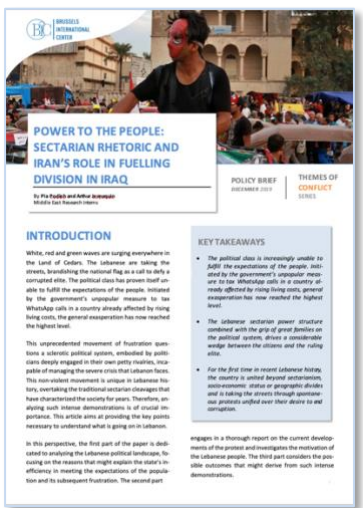 BIC
BRUSSELS
INTERNATIONAL
CENTER
POWER TO THE PEOPLE:
SECTARIAN RHETORIC AND
IRAN'S ROLE IN FUELLING
DIVISION IN IRAQ
By Pia and Arthur
Middle East Research Interns
POLICY BRIEF
DECEMBER 2019
THEMES OF
CONFLICT
SERIES
INTRODUCTION
White, red and green waves are surging everywhere in
the Land of Cedars. The Lebanese are taking the
streets, brandishing the national flag as a call to defy a
corrupted elite. The political class has proven itself un-
able to fulfill the expectations of the people. Initiated
by the government's unpopular measure to tax
WhatsApp calls in a country already affected by rising
living costs, the general exasperation has now reached
the highest level.
This unprecedented movement of frustration ques-
tions a sclerotic political system, embodied by politi-
cians deeply engaged in their own petty rivalries, inca-
pable of managing the severe crisis that Lebanon faces.
This non-violent movement is unique in Lebanese his-
tory, overtaking the traditional sectarian cleavages that
have characterized the society for years. Therefore, an-
alyzing such intense demonstrations is of crucial im-
portance. This article aims at providing the key points
necessary to understand what is going on in Lebanon.
In this perspective, the first part of the paper is dedi-
cated to analysing the Lebanese political landscape, fo-
cusing on the reasons that might explain the state's in-
efficiency in meeting the expectations of the popula-
tion and its subsequent frustration. The second part
KEY TAKEAWAYS
• The political class is increasingly unable to
fulfill the expectations of the people. Initi-
ated by the government's unpopular meas-
ure to tax WhatsApp calls in a country al-
ready affected by rising living costs, general
exasperation has now reached the highest
level.
• The Lebanese sectarian power structure
combined with the grip of great families on
the political system, drives a considerable
wedge between the citizens and the ruling
elite.
• For the first time in recent Lebanese history,
the country is united beyond sectarianism,
socio-economic status or geographic divides
and is taking the streets through spontane-
ous protests unified over their desire to end
corruption.
engages in a thorough report on the current develop-
ments of the protest and investigates the motivation of
the Lebanese people. The third part considers the pos-
sible outcomes that might derive from such intense
demonstrations.